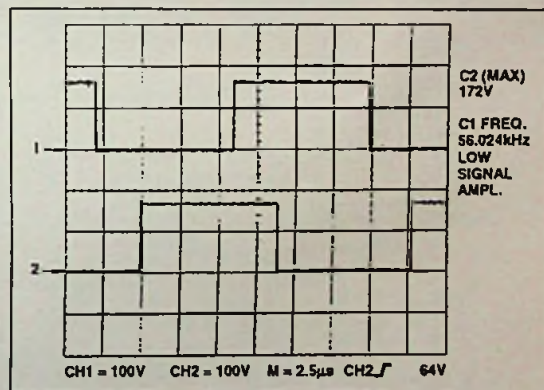 C2 (MAX)
172V
C1 FREQ.
56.024kHz
LOW
SIGNAL
AMPL.
1
2
CH1 = 100V CH2 = 100V M = 2.5µs CH2 64V